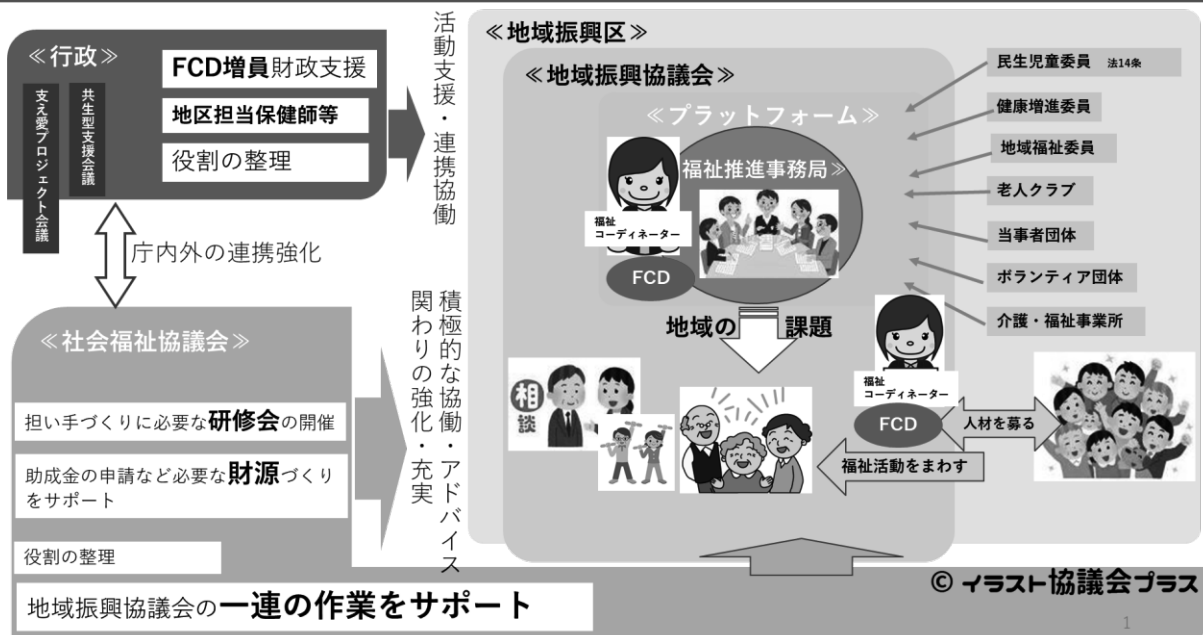 ≪行政≫
支え愛プロジェクト会議
共生型支援会議
FCD増員財政支援
地区担当保健師等
役割の整理
活動支援・連携協働
庁内外の連携強化
≪社会福祉協議会≫
担い手づくりに必要な研修会の開催
助成金の申請など必要な財源づくり
をサポート
役割の整理
地域振興協議会の一連の作業をサポート
積極的な協働・アドバイス
関わりの強化・充実
≪地域振興区≫
≪地域振興協議会≫
≪プラットフォーム≫
福祉推進事務局≫
福祉
コーディネーター
FCD
地域の 課題
相談
福祉
コーディネーター
FCD
人材を募る
福祉活動をまわす
民生児童委員 法14条
健康増進委員
地域福祉委員
老人クラブ
当事者団体
ボランティア団体
介護・福祉事業所
© イラスト協議会プラス
1